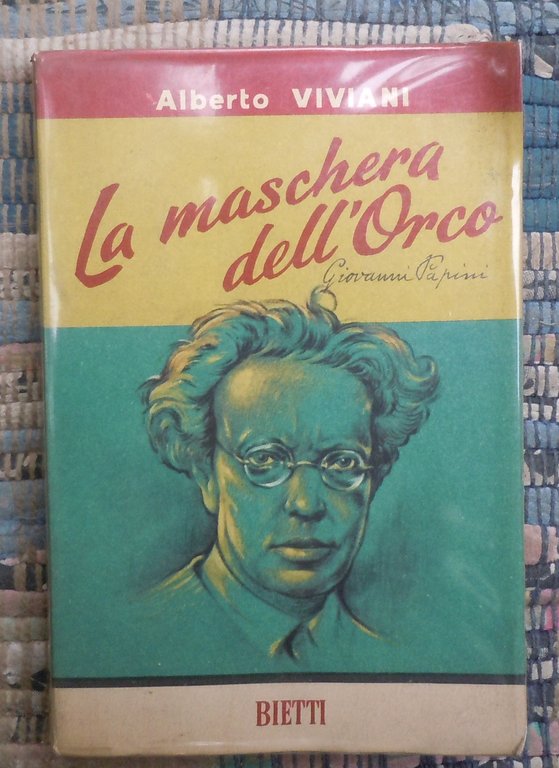 Alberto VIVIANI
La maschera
dell'Orco
Giovanni Papini
BIETTI